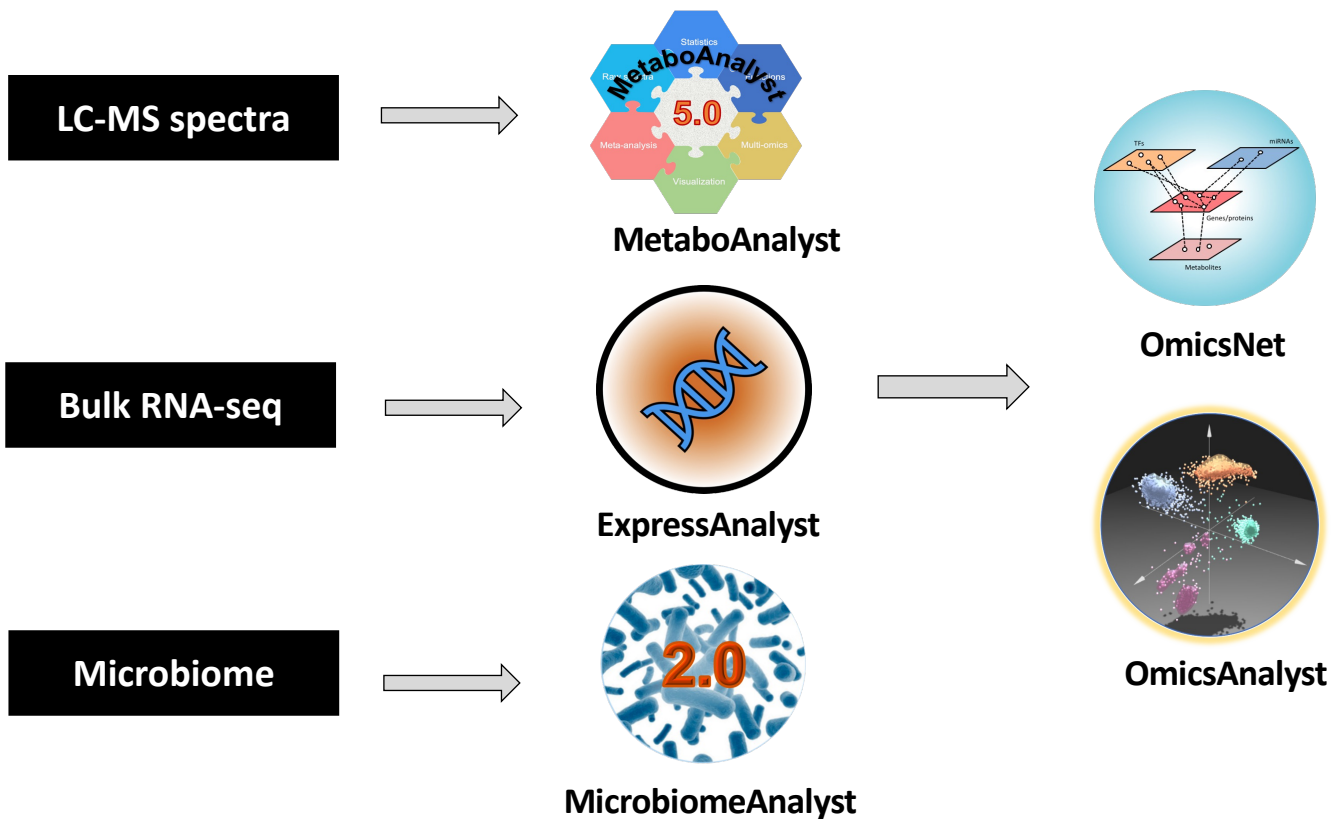 LC-MS spectra
MetaboAnalyst
Statistics
5.0
Meta-analysis
Multi-omics
Visualization
MetaboAnalyst
Bulk RNA-seq
ExpressAnalyst
Microbiome
2.0
MicrobiomeAnalyst
TFs
miRNAs
Genes/proteins
Metabolites
OmicsNet
OmicsAnalyst